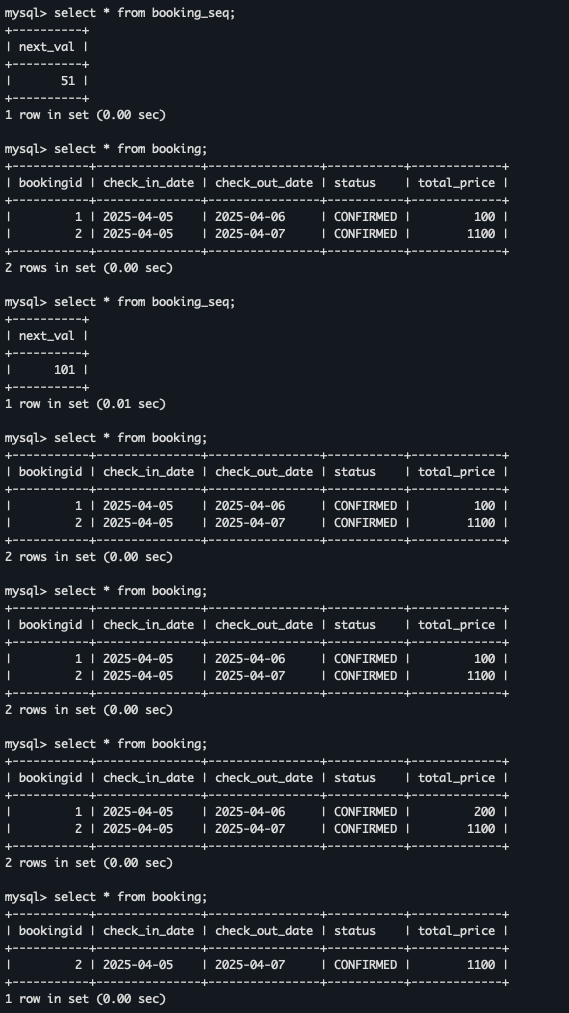 mysql> select * from booking_seq;
+----------+
| next_val |
+----------+
|       51 |
+----------+
1 row in set (0.00 sec)

mysql> select * from booking;
+-----------+---------------+----------------+-----------+-------------+
| bookingid | check_in_date | check_out_date | status    | total_price |
+-----------+---------------+----------------+-----------+-------------+
|         1 | 2025-04-05    | 2025-04-06     | CONFIRMED |         100 |
|         2 | 2025-04-05    | 2025-04-07     | CONFIRMED |        1100 |
+-----------+---------------+----------------+-----------+-------------+
2 rows in set (0.00 sec)

mysql> select * from booking_seq;
+----------+
| next_val |
+----------+
|      101 |
+----------+
1 row in set (0.01 sec)

mysql> select * from booking;
+-----------+---------------+----------------+-----------+-------------+
| bookingid | check_in_date | check_out_date | status    | total_price |
+-----------+---------------+----------------+-----------+-------------+
|         1 | 2025-04-05    | 2025-04-06     | CONFIRMED |         100 |
|         2 | 2025-04-05    | 2025-04-07     | CONFIRMED |        1100 |
+-----------+---------------+----------------+-----------+-------------+
2 rows in set (0.00 sec)

mysql> select * from booking;
+-----------+---------------+----------------+-----------+-------------+
| bookingid | check_in_date | check_out_date | status    | total_price |
+-----------+---------------+----------------+-----------+-------------+
|         1 | 2025-04-05    | 2025-04-06     | CONFIRMED |         100 |
|         2 | 2025-04-05    | 2025-04-07     | CONFIRMED |        1100 |
+-----------+---------------+----------------+-----------+-------------+
2 rows in set (0.00 sec)

mysql> select * from booking;
+-----------+---------------+----------------+-----------+-------------+
| bookingid | check_in_date | check_out_date | status    | total_price |
+-----------+---------------+----------------+-----------+-------------+
|         1 | 2025-04-05    | 2025-04-06     | CONFIRMED |         200 |
|         2 | 2025-04-05    | 2025-04-07     | CONFIRMED |        1100 |
+-----------+---------------+----------------+-----------+-------------+
2 rows in set (0.00 sec)

mysql> select * from booking;
+-----------+---------------+----------------+-----------+-------------+
| bookingid | check_in_date | check_out_date | status    | total_price |
+-----------+---------------+----------------+-----------+-------------+
|         2 | 2025-04-05    | 2025-04-07     | CONFIRMED |        1100 |
+-----------+---------------+----------------+-----------+-------------+
1 row in set (0.00 sec)